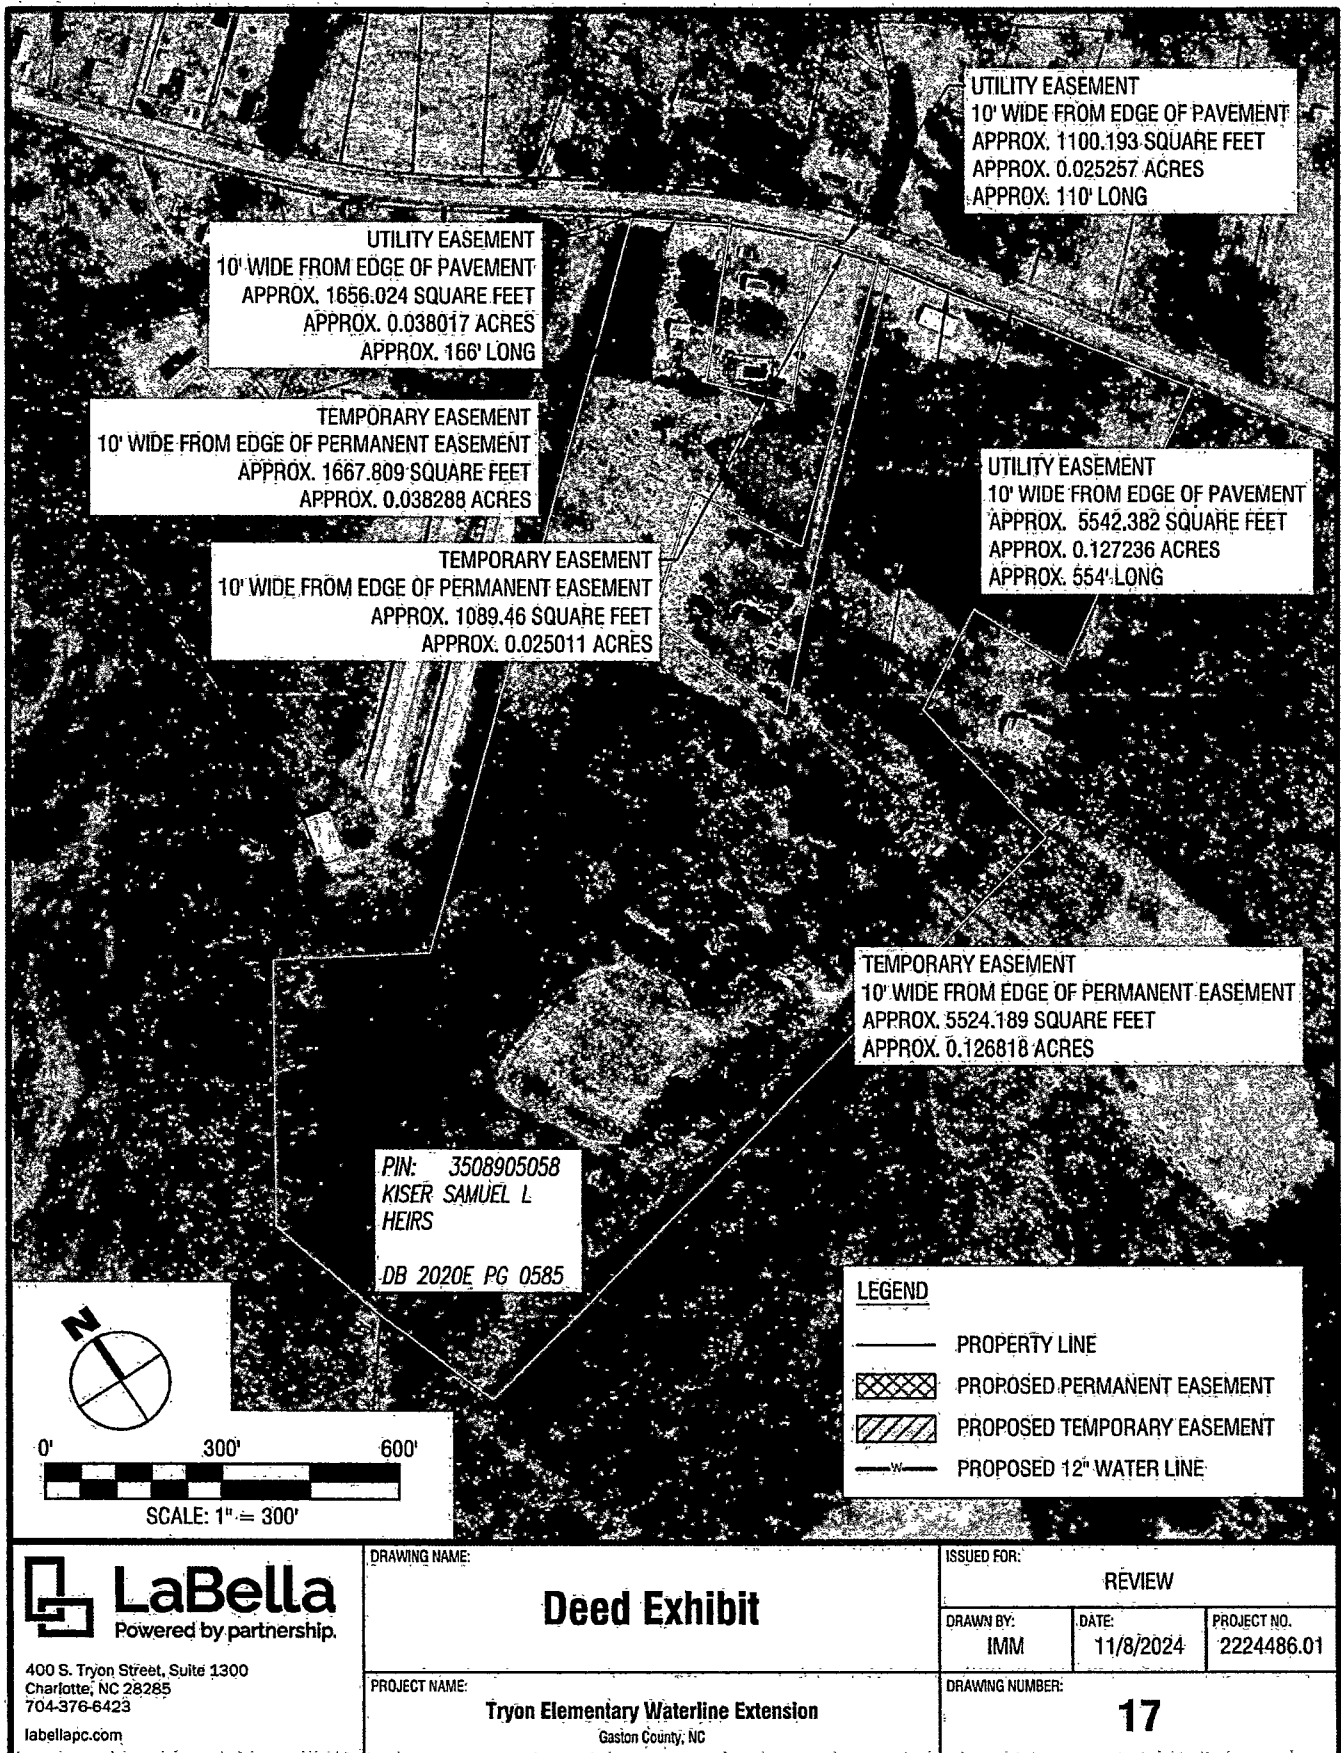 UTILITY EASEMENT
10' WIDE FROM EDGE OF PAVEMENT
APPROX. 1100.193 SQUARE FEET
APPROX. 0.025257 ACRES
APPROX. 110' LONG
UTILITY EASEMENT
10' WIDE FROM EDGE OF PAVEMENT
APPROX. 1656.024 SQUARE FEET
APPROX. 0.038017 ACRES
APPROX. 166' LONG
TEMPORARY EASEMENT
10' WIDE FROM EDGE OF PERMANENT EASEMENT
APPROX. 1667.809 SQUARE FEET
APPROX. 0.038288 ACRES
UTILITY EASEMENT
10' WIDE FROM EDGE OF PAVEMENT
APPROX. 5542.382 SQUARE FEET
APPROX. 0.127236 ACRES
APPROX. 554' LONG
TEMPORARY EASEMENT
10' WIDE FROM EDGE OF PERMANENT EASEMENT
APPROX. 1089.46 SQUARE FEET
APPROX. 0.025011 ACRES
TEMPORARY EASEMENT
10' WIDE FROM EDGE OF PERMANENT EASEMENT
APPROX. 5524.189 SQUARE FEET
APPROX. 0.126818 ACRES
PIN: 3508905058
KISER SAMUEL L
HEIRS
DB 2020E PG 0585
LEGEND
PROPERTY LINE
PROPOSED PERMANENT EASEMENT
PROPOSED TEMPORARY EASEMENT
W PROPOSED 12" WATER LINE
N
0' 300' 600'
SCALE: 1" = 300'
LaBella
Powered by partnership.
400 S. Tryon Street, Suite 1300
Charlotte, NC 28285
704-376-6423
labellapc.com
DRAWING NAME:
Deed Exhibit
PROJECT NAME:
Tryon Elementary Waterline Extension
Gaston County, NC
ISSUED FOR:
REVIEW
DRAWN BY:
IMM
DATE:
11/8/2024
PROJECT NO.
2224486.01
DRAWING NUMBER:
17